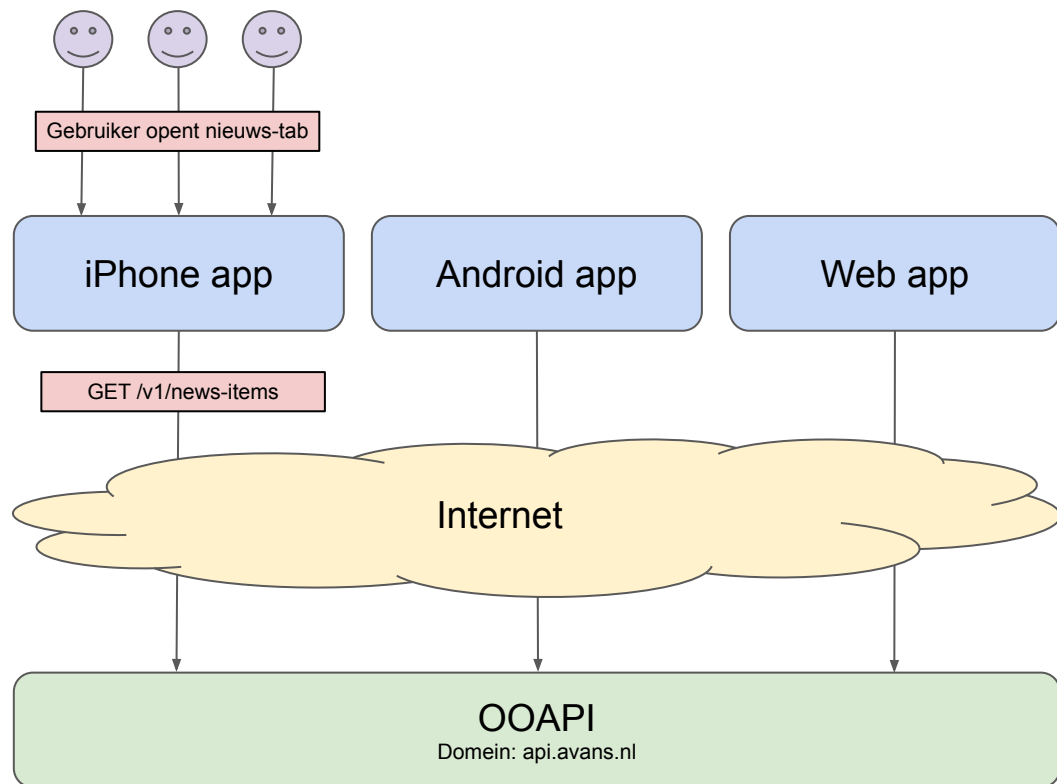 Gebruiker opent nieuws-tab
iPhone app
Android app
Web app
GET /v1/news-items
Internet
OOAPI
Domein: api.avans.nl